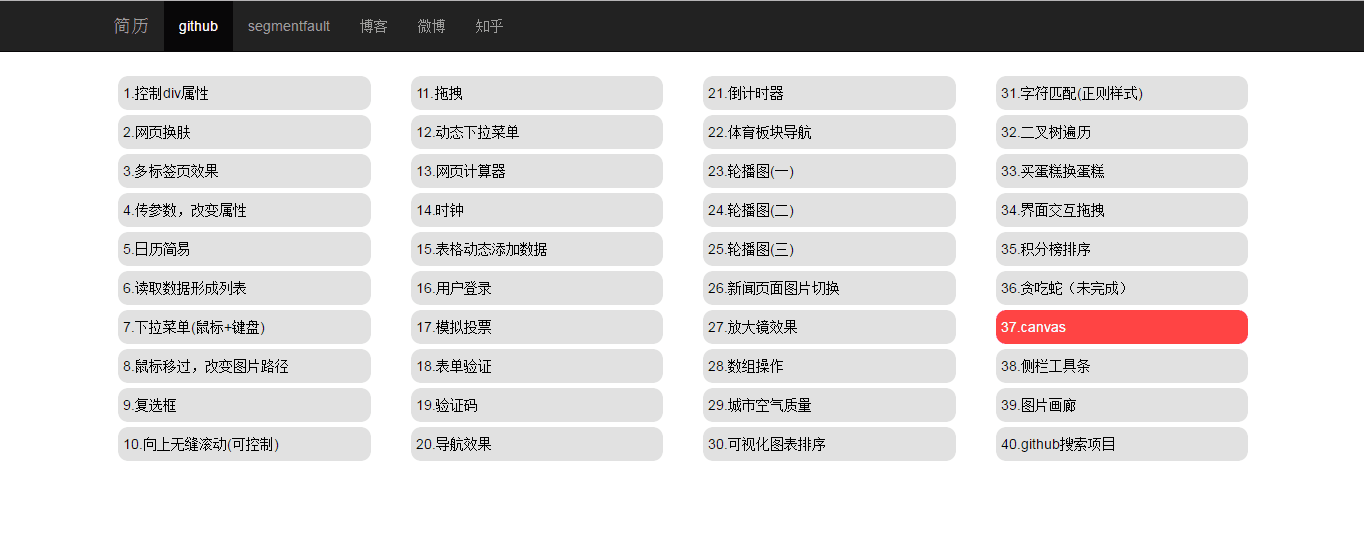 简历 github segmentfault 博客 微博 知乎
1.控制div属性
2.网页换肤
3.多标签页效果
4.传参数，改变属性
5.日历简易
6.读取数据形成列表
7.下拉菜单(鼠标+键盘)
8.鼠标移过，改变图片路径
9.复选框
10.向上无缝滚动(可控制)
11.拖拽
12.动态下拉菜单
13.网页计算器
14.时钟
15.表格动态添加数据
16.用户登录
17.模拟投票
18.表单验证
19.验证码
20.导航效果
21.倒计时器
22.体育板块导航
23.轮播图(一)
24.轮播图(二)
25.轮播图(三)
26.新闻页面图片切换
27.放大镜效果
28.数组操作
29.城市空气质量
30.可视化图表排序
31.字符匹配(正则样式)
32.二叉树遍历
33.买蛋糕换蛋糕
34.界面交互拖拽
35.积分榜排序
36.贪吃蛇（未完成）
37.canvas
38.侧栏工具条
39.图片画廊
40.github搜索项目